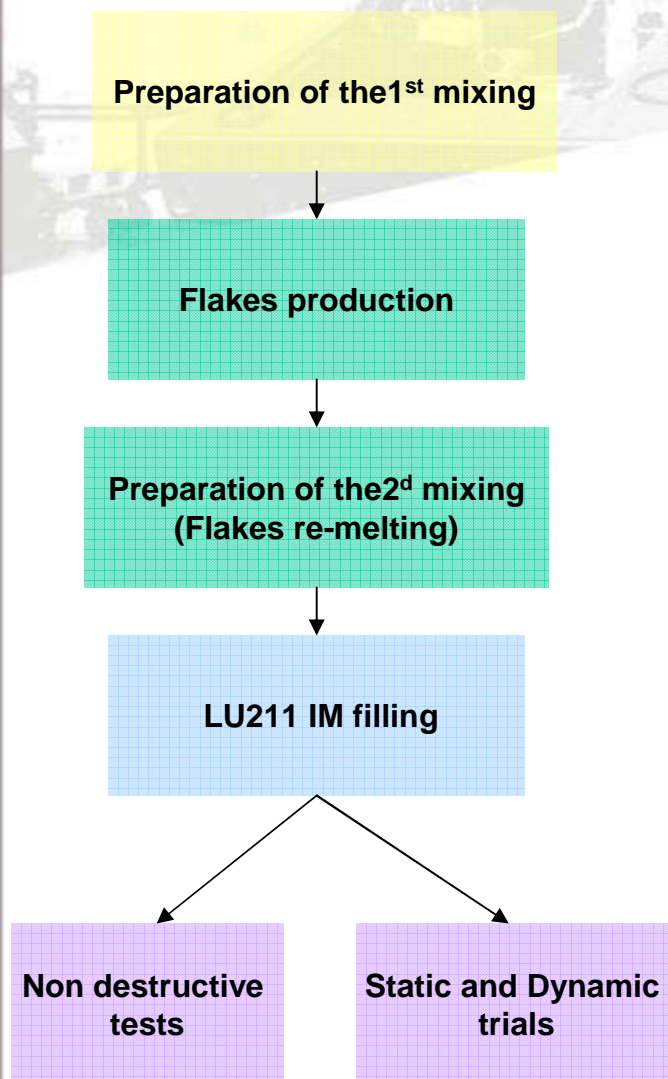 Preparation of the1st mixing
Flakes production
Preparation of the2d mixing
(Flakes re-melting)
LU211 IM filling
Non destructive
tests
Static and Dynamic
trials